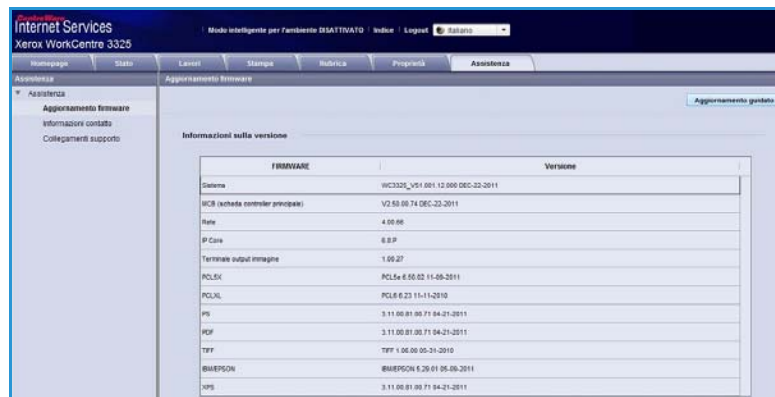 CentreWare
Internet Services
Xerox WorkCentre 3325
Modo intelligente per l'ambiente DISATTIVATO Indice Logout Italiano
Homepage Stato Lavori Stampa Rubrica Proprietà Assistenza
Assistenza
Aggiornamento firmware
Assistenza
Aggiornamento firmware
Informazioni contatto
Collegamenti supporto
Aggiornamento guidato
Informazioni sulla versione
FIRMWARE Versione
Sistema WC3325_V51.001.12.000 DEC-22-2011
MCB (scheda controller principale) V2.50.00.74 DEC-22-2011
Rete 4.00.66
IP Core
Terminale output immagine 1.00.27
PCL5X PCL5e 6.50.02
PCLXL PCL6 6.23 11-11-2010
PS 3.11.00.81.00.71 04-21-2011
PDF 3.11.00.81.00.71 04-21-2011
TIFF TIFF 1.06.00 05-31-2010
IBM/EPSON IBM/EPSON 5.29.01 05-09-2011
XPS 3.11.00.81.00.71 04-21-2011